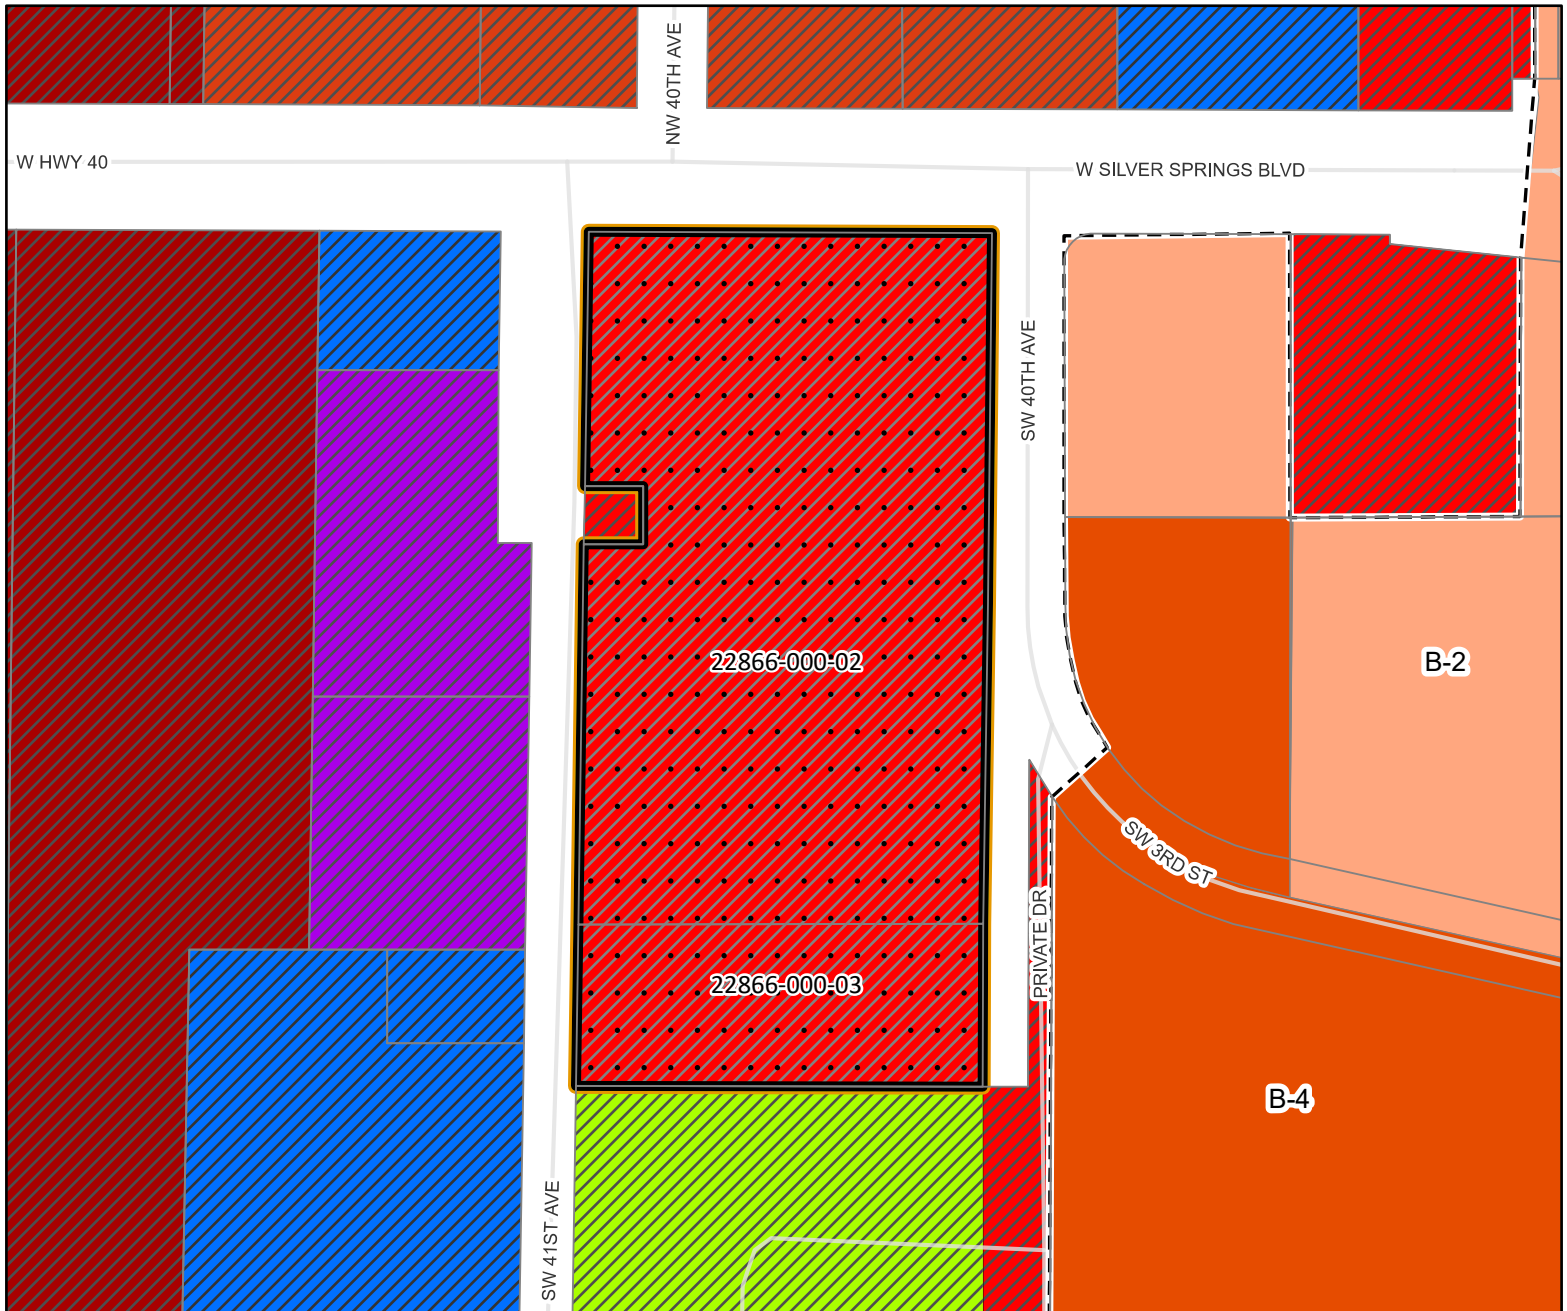 NW 40TH AVE
W HWY 40
W SILVER SPRINGS BLVD
SW 40TH AVE
22866-000-02
B-2
SW 3RD ST
PRIVATE DR
22866-000-03
B-4
SW 41ST AVE